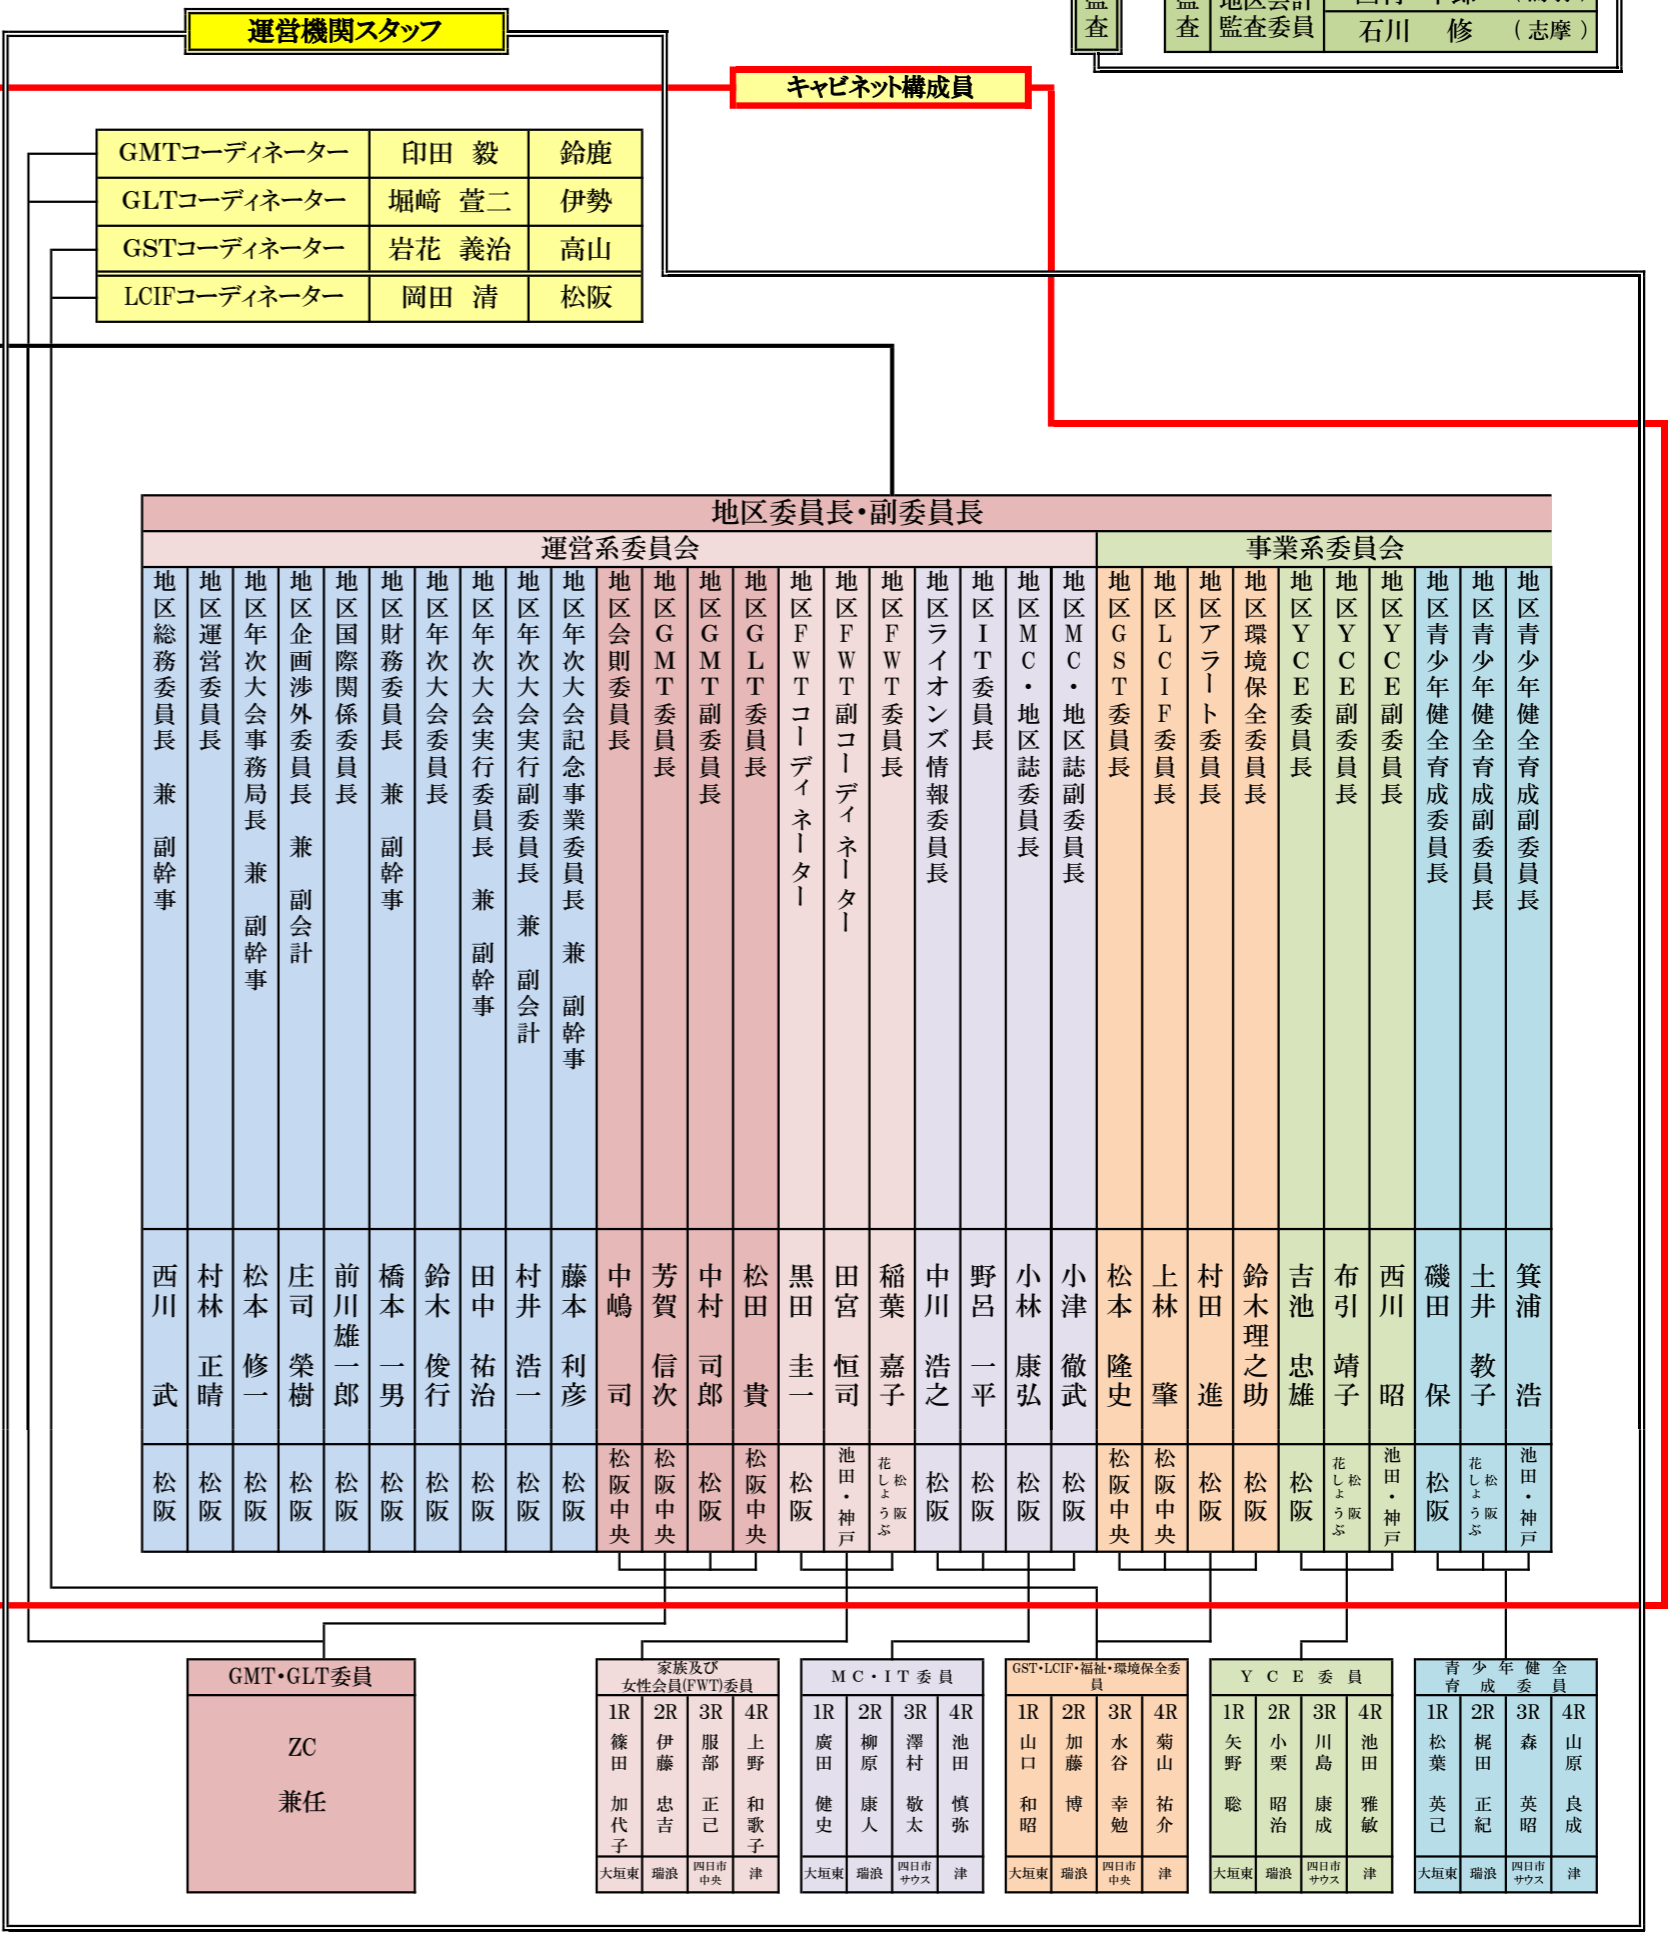 運営機関スタッフ
査
査
地区会計
監査委員
石川 修 (志摩)
キャビネット構成員
GMTコーディネーター 印田 毅 鈴鹿
GLTコーディネーター 堀﨑 萱二 伊勢
GSTコーディネーター 岩花 義治 高山
LCIFコーディネーター 岡田 清 松阪
地区委員長・副委員長
運営系委員会
事業系委員会
地区総務委員長 兼 副幹事 西川 武 松阪
地区運営委員長 村林 正晴 松阪
地区年次大会事務局長 兼 副幹事 松本 修一 松阪
地区企画渉外委員長 兼 副会計 庄司 榮樹 松阪
地区国際関係委員長 前川雄一郎 松阪
地区財務委員長 兼 副幹事 橋本 一男 松阪
地区年次大会委員長 鈴木 俊行 松阪
地区年次大会実行委員長 兼 副幹事 田中 祐治 松阪
地区年次大会実行副委員長 兼 副会計 村井 浩一 松阪
地区年次大会記念事業委員長 兼 副幹事 藤本 利彦 松阪
地区会則委員長 中嶋 司 松阪中央
地区GMT委員長 芳賀 信次 松阪中央
地区GMT副委員長 中村 司郎 松阪
地区GLT委員長 松田 貴 松阪中央
地区FWTコーディネーター 黒田 圭一 松阪
地区FWT副コーディネーター 田宮 恒司 池田・神戸
地区FWT委員長 稲葉 嘉子 松阪花しょうぶ
地区ライオンズ情報委員長 中川 浩之 松阪
地区IT委員長 野呂 一平 松阪
地区MC・地区誌委員長 小林 康弘 松阪
地区MC・地区誌副委員長 小津 徹武 松阪
地区GST委員長 松本 隆史 松阪中央
地区LCIF委員長 上林 肇 松阪中央
地区アラート委員長 村田 進 松阪
地区環境保全委員長 鈴木理之助 松阪
地区YCE委員長 吉池 忠雄 松阪
地区YCE副委員長 布引 靖子 松阪花しょうぶ
地区YCE副委員長 西川 昭 池田・神戸
地区青少年健全育成委員長 磯田 保 松阪
地区青少年健全育成副委員長 土井 教子 松阪花しょうぶ
地区青少年健全育成副委員長 箕浦 浩 池田・神戸
GMT・GLT委員
ZC
兼任
家族及び
女性会員(FWT)委員
1R 篠田 加代子 大垣東
2R 伊藤 忠吉 瑞浪
3R 服部 正己 四日市中央
4R 上野 和歌子 津
MC・IT委員
1R 廣田 健史 大垣東
2R 柳原 康人 瑞浪
3R 澤村 敬太 四日市サウス
4R 池田 慎弥 津
GST・LCIF・福祉・環境保全委
員
1R 山口 和昭 大垣東
2R 加藤 博 瑞浪
3R 水谷 幸勉 四日市中央
4R 菊山 祐介 津
YCE委員
1R 矢野 聡 大垣東
2R 小栗 昭治 瑞浪
3R 川島 康成 四日市サウス
4R 池田 雅敏 津
青少年健全
育成委員
1R 松葉 英己 大垣東
2R 梶田 正紀 瑞浪
3R 森 英昭 四日市サウス
4R 山原 良成 津